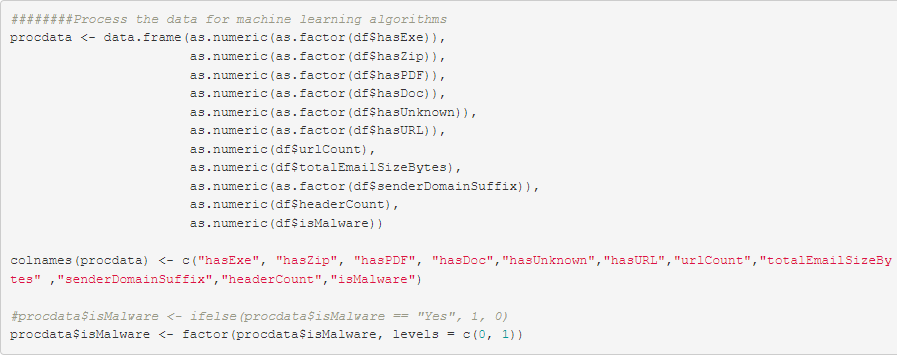 ########Process the data for machine learning algorithms
procdata <- data.frame(as.numeric(as.factor(df$hasExe)),
as.numeric(as.factor(df$hasZip)),
as.numeric(as.factor(df$hasPDF)),
as.numeric(as.factor(df$hasDoc)),
as.numeric(as.factor(df$hasUnknown)),
as.numeric(as.factor(df$hasURL)),
as.numeric(df$urlCount),
as.numeric(df$totalEmailSizeBytes),
as.numeric(as.factor(df$senderDomainSuffix)),
as.numeric(df$headerCount),
as.numeric(df$isMalware))
colnames(procdata) <- c("hasExe", "hasZip", "hasPDF", "hasDoc","hasUnknown","hasURL","urlCount","totalEmailSizeBy
tes" ,"senderDomainSuffix","headerCount","isMalware")
#procdata$isMalware <- ifelse(procdata$isMalware == "Yes", 1, 0)
procdata$isMalware <- factor(procdata$isMalware, levels = c(0, 1))